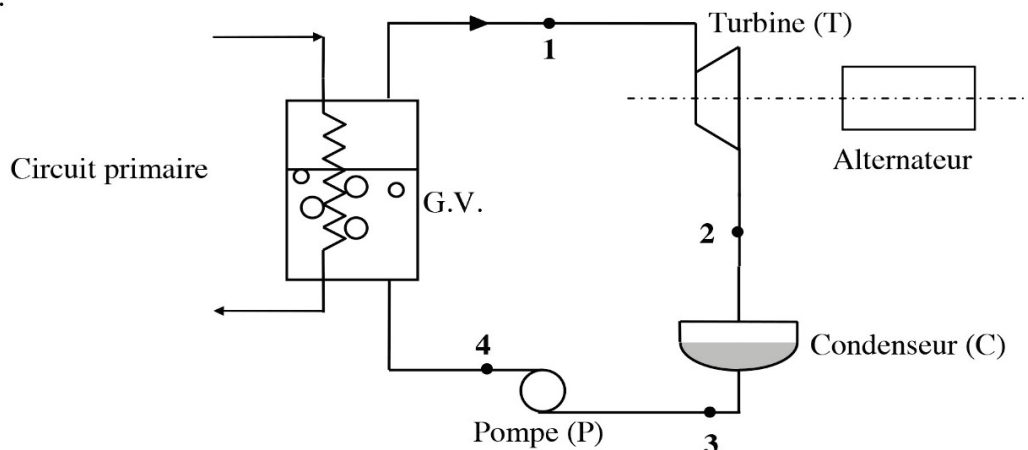 Turbine (T)
1
Circuit primaire
Alternateur
G.V.
2
4
Condenseur (C)
Pompe (P)
3